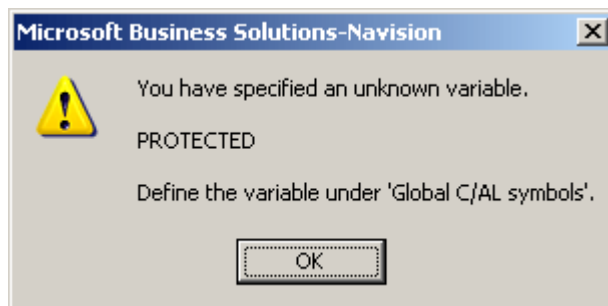 Microsoft Business Solutions-Navision
You have specified an unknown variable.
PROTECTED
Define the variable under 'Global C/AL symbols'.
OK